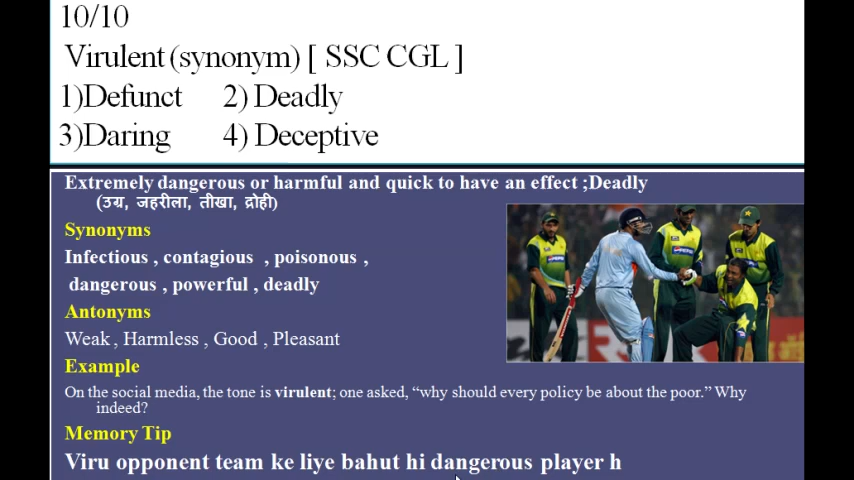 10/10
Virulent (synonym) [ SSC CGL ]
1)Defunct 2) Deadly
3)Daring 4) Deceptive
Extremely dangerous or harmful and quick to have an effect ;Deadly
(उग्र, जहरीला, तीखा, द्रोही)
Synonyms
Infectious , contagious , poisonous ,
dangerous , powerful , deadly
Antonyms
Weak , Harmless , Good , Pleasant
Example
On the social media, the tone is virulent; one asked, “why should every policy be about the poor.” Why
indeed?
Memory Tip
Viru opponent team ke liye bahut hi dangerous player h